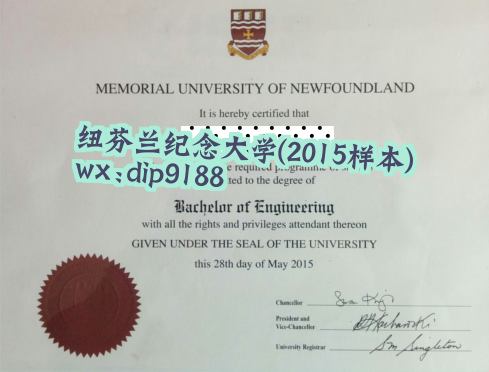 MEMORIAL UNIVERSITY OF NEWFOUNDLAND
It is hereby certified that
纽芬兰纪念大学(2015样本)
wx:dip9188
required programme of
to the degree of
Bachelor of Engineering
with all the rights and privileges attendant thereon
GIVEN UNDER THE SEAL OF THE UNIVERSITY
this 28th day of May 2015
Chancellor
President and
Vice-Chancellor
University Registrar